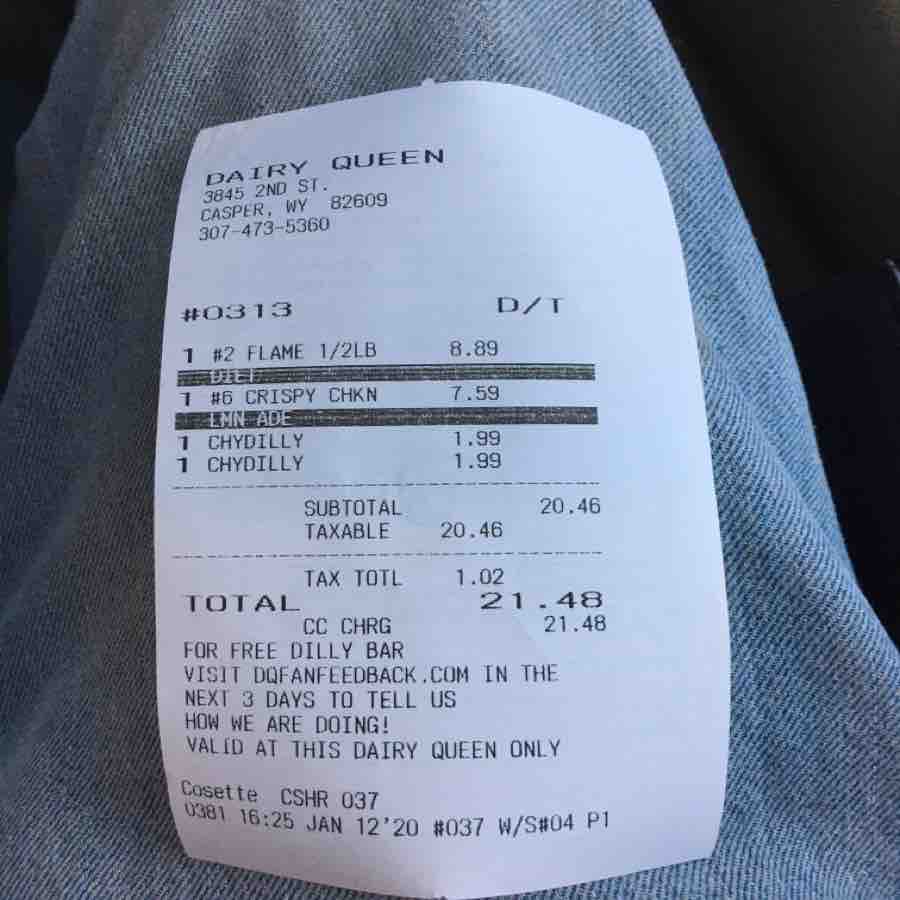 DAIRY QUEEN
3845 2ND ST.
CASPER, WY 82609
307-473-5360
#0313 D/T
1 #2 FLAME 1/2LB 8.89
DIET
1 #6 CRISPY CHKN 7.59
LMN ADE
1 CHYDILLY 1.99
1 CHYDILLY 1.99
SUBTOTAL 20.46
TAXABLE 20.46
TAX TOTL 1.02
TOTAL 21.48
CC CHRG 21.48
FOR FREE DILLY BAR
VISIT DQFANFEEDBACK.COM IN THE
NEXT 3 DAYS TO TELL US
HOW WE ARE DOING!
VALID AT THIS DAIRY QUEEN ONLY
Cosette CSHR 037
0381 16:25 JAN 12'20 #037 W/S#04 P1